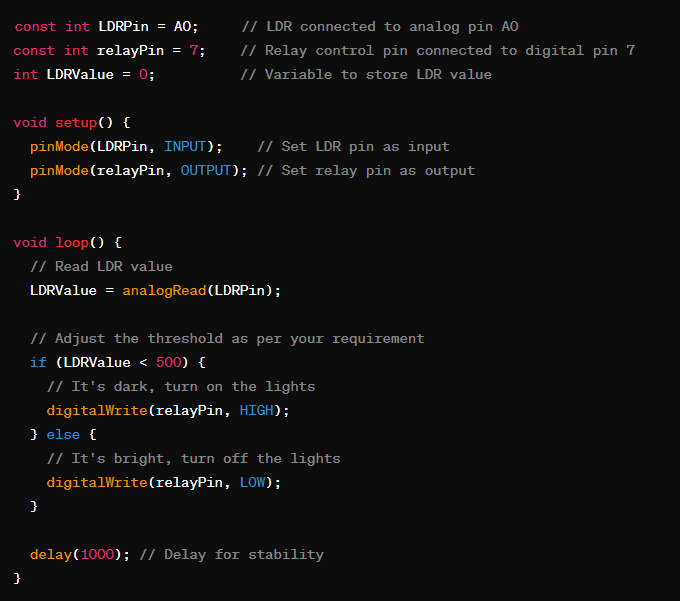 const int LDRPin = A0;     // LDR connected to analog pin A0
const int relayPin = 7;    // Relay control pin connected to digital pin 7
int LDRValue = 0;          // Variable to store LDR value
void setup() {
  pinMode(LDRPin, INPUT);    // Set LDR pin as input
  pinMode(relayPin, OUTPUT); // Set relay pin as output
}
void loop() {
  // Read LDR value
  LDRValue = analogRead(LDRPin);
  // Adjust the threshold as per your requirement
  if (LDRValue < 500) {
    // It's dark, turn on the lights
    digitalWrite(relayPin, HIGH);
  } else {
    // It's bright, turn off the lights
    digitalWrite(relayPin, LOW);
  }
  delay(1000); // Delay for stability
}